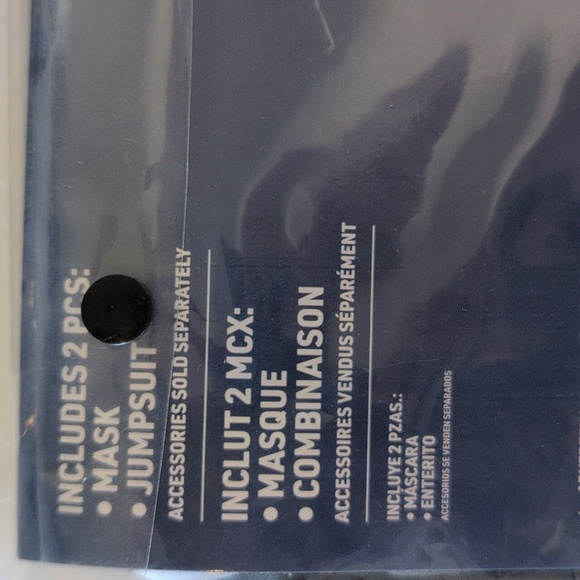 INCLUDES 2 PCS:
• MASK
• JUMPSUIT
ACCESSORIES SOLD SEPARATELY
INCLUT 2 MCX:
• MASQUE
• COMBINAISON
ACCESSOIRES VENDUS SÉPARÉMENT
INCLUYE 2 PZAS.:
• MÁSCARA
• ENTERITO
ACCESORIOS SE VENDEN SEPARADOS